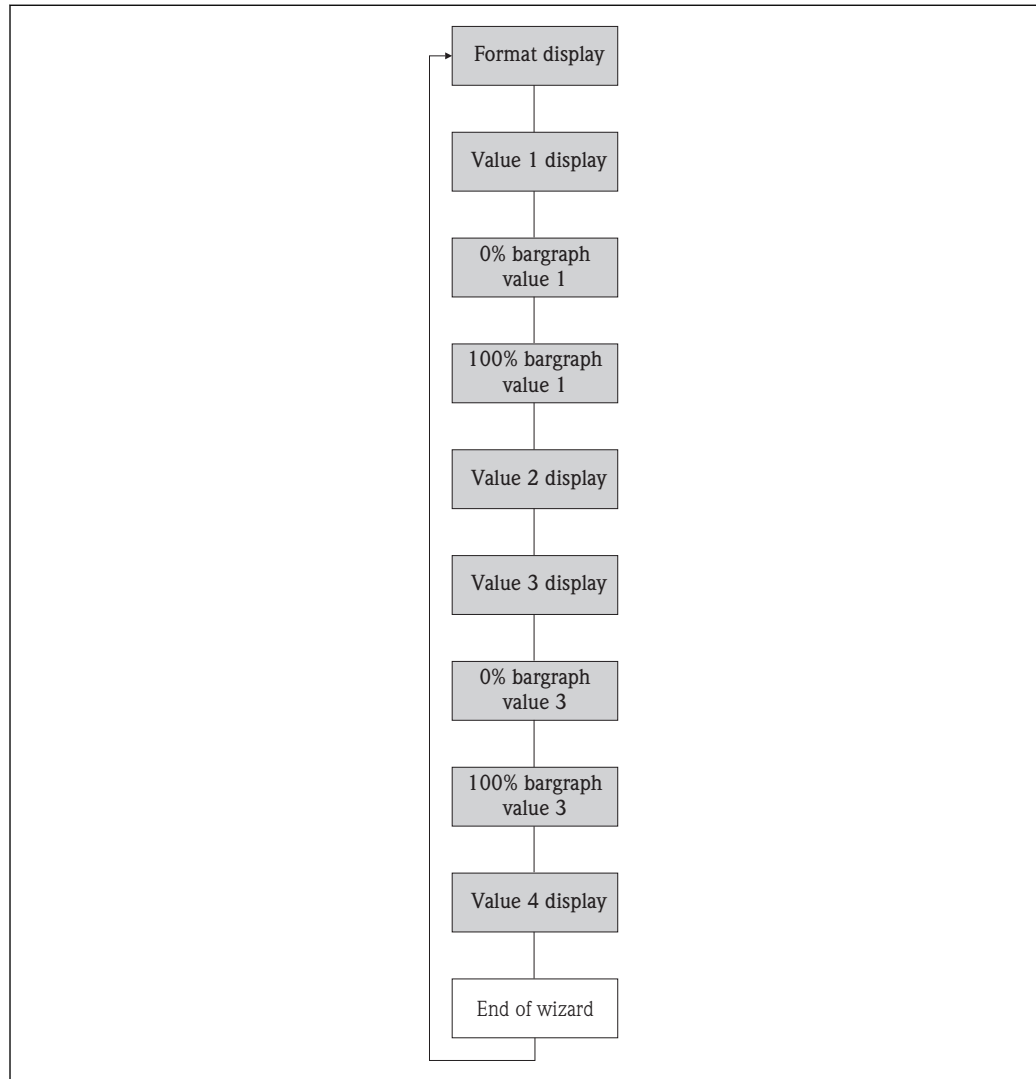 Format display
Value 1 display
0% bargraph
value 1
100% bargraph
value 1
Value 2 display
Value 3 display
0% bargraph
value 3
100% bargraph
value 3
Value 4 display
End of wizard